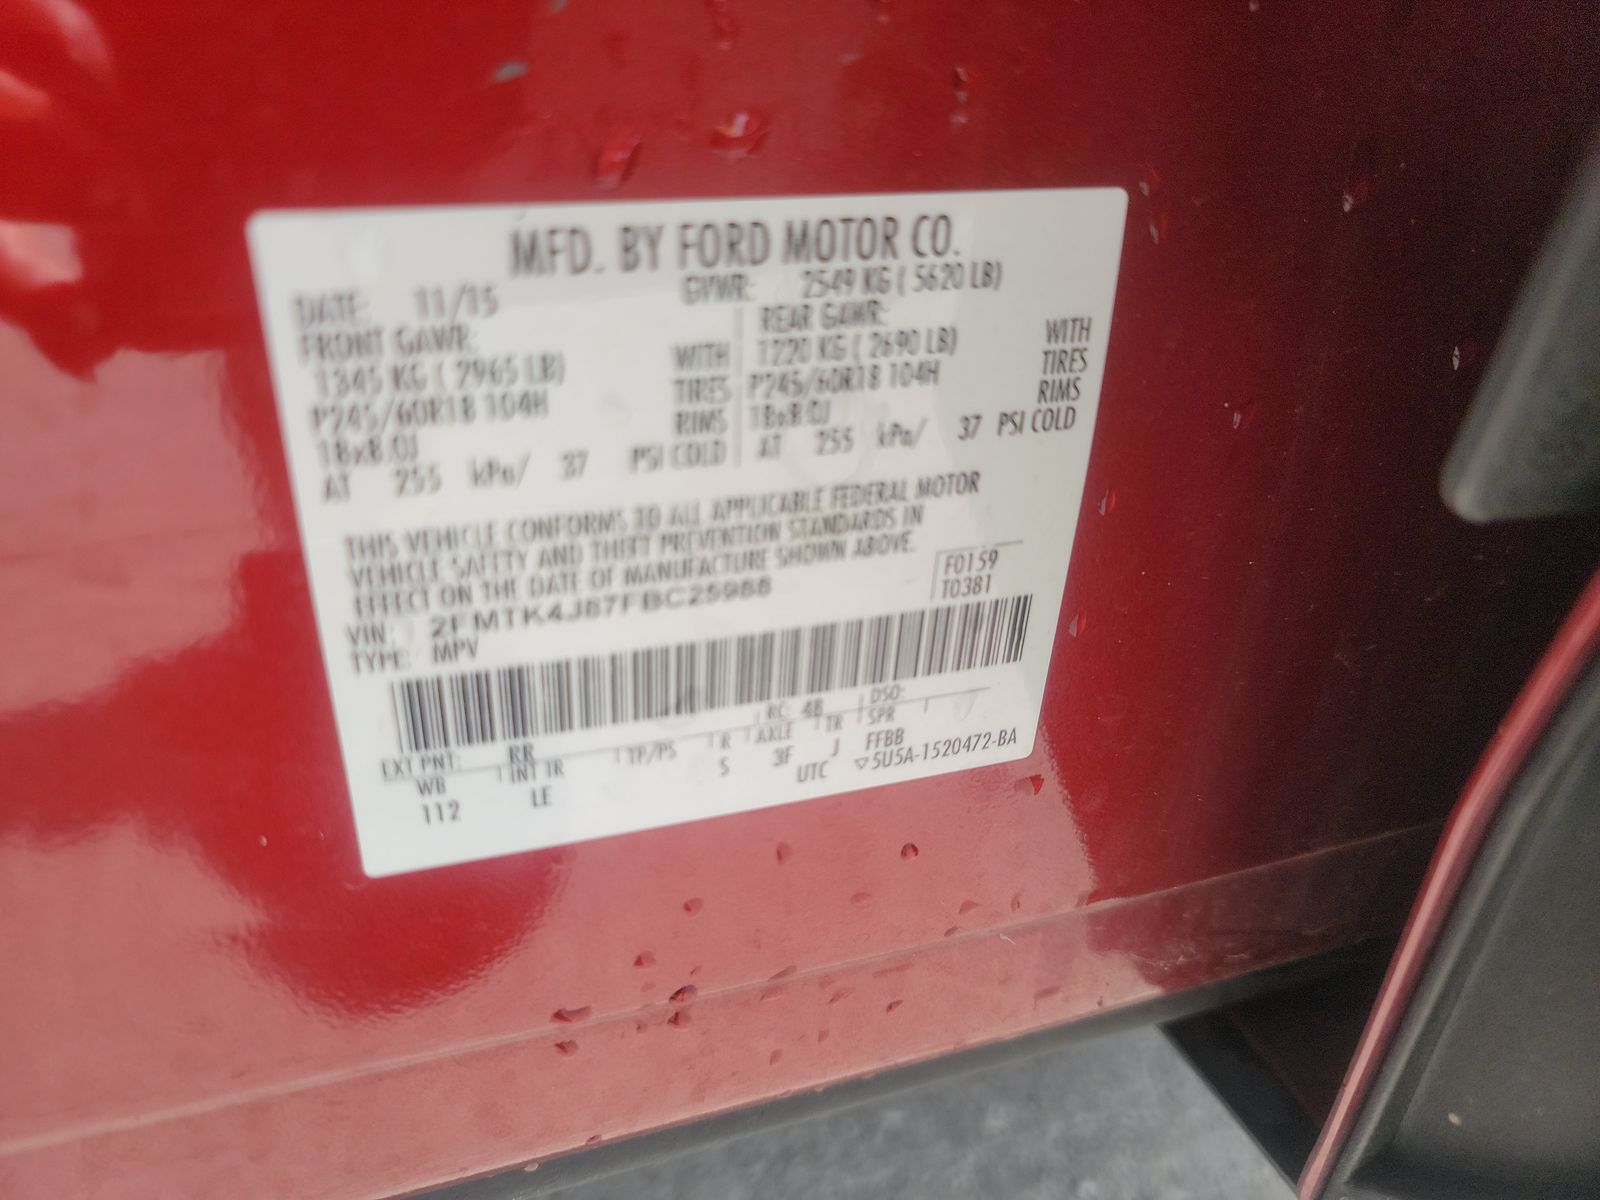 MFD. BY FORD MOTOR CO.
DATE: 11/15 GVWR: 2549 KG ( 5620 LB)
FRONT GAWR: REAR GAWR:
1345 KG ( 2965 LB) WITH 1220 KG ( 2690 LB) WITH
P245/60R18 104H TIRES P245/60R18 104H TIRES
18x8.0J RIMS 18x8.0J RIMS
AT 255 kPa/ 37 PSI COLD AT 255 kPa/ 37 PSI COLD
THIS VEHICLE CONFORMS TO ALL APPLICABLE FEDERAL MOTOR
VEHICLE SAFETY AND THEFT PREVENTION STANDARDS IN
EFFECT ON THE DATE OF MANUFACTURE SHOWN ABOVE.
VIN: 2FMTK4J87FBC25988 F0159
TYPE: MPV T0381
EXT PNT: RR RC: 48 DSO:
WB INT TR TP/PS R AXLE TR SPR
112 LE S 3F J FFBB
UTC ▽5U5A-1520472-BA